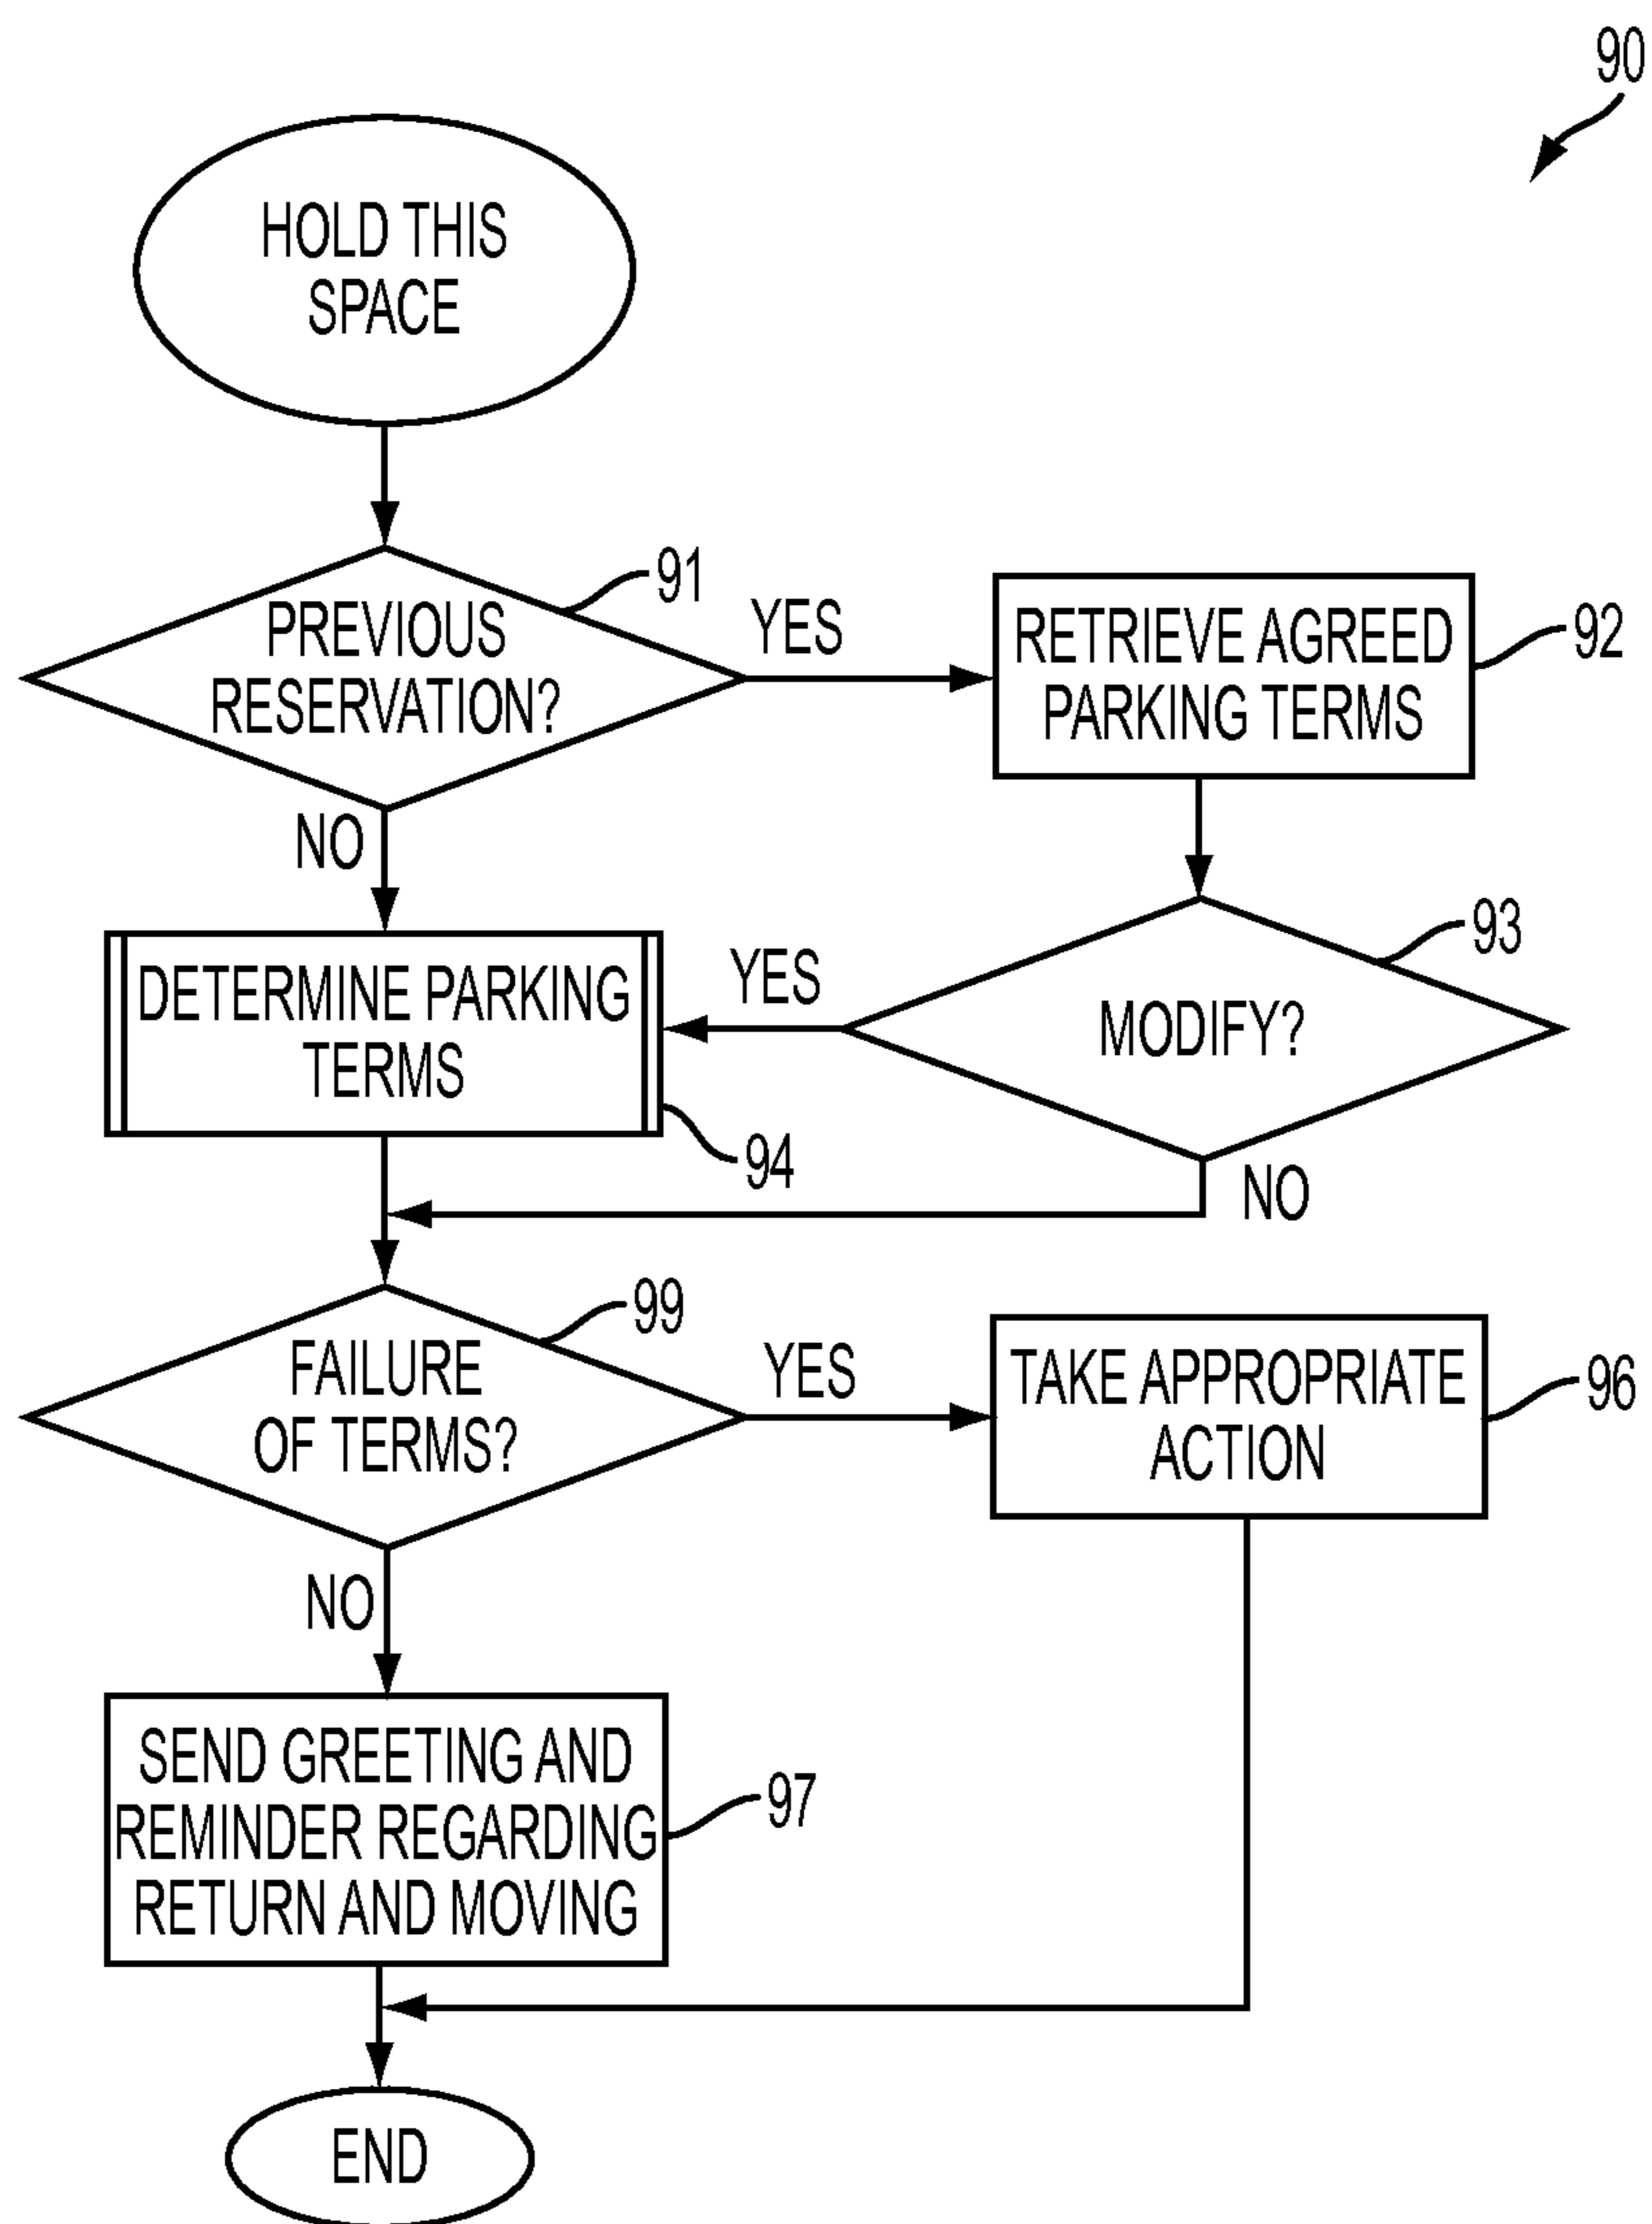 90
HOLD THIS
SPACE
91
PREVIOUS
RESERVATION?
YES
RETRIEVE AGREED
PARKING TERMS
92
NO
93
DETERMINE PARKING
TERMS
YES
MODIFY?
94
NO
99
FAILURE
OF TERMS?
YES
TAKE APPROPRIATE
ACTION
96
NO
SEND GREETING AND
REMINDER REGARDING
RETURN AND MOVING
97
END